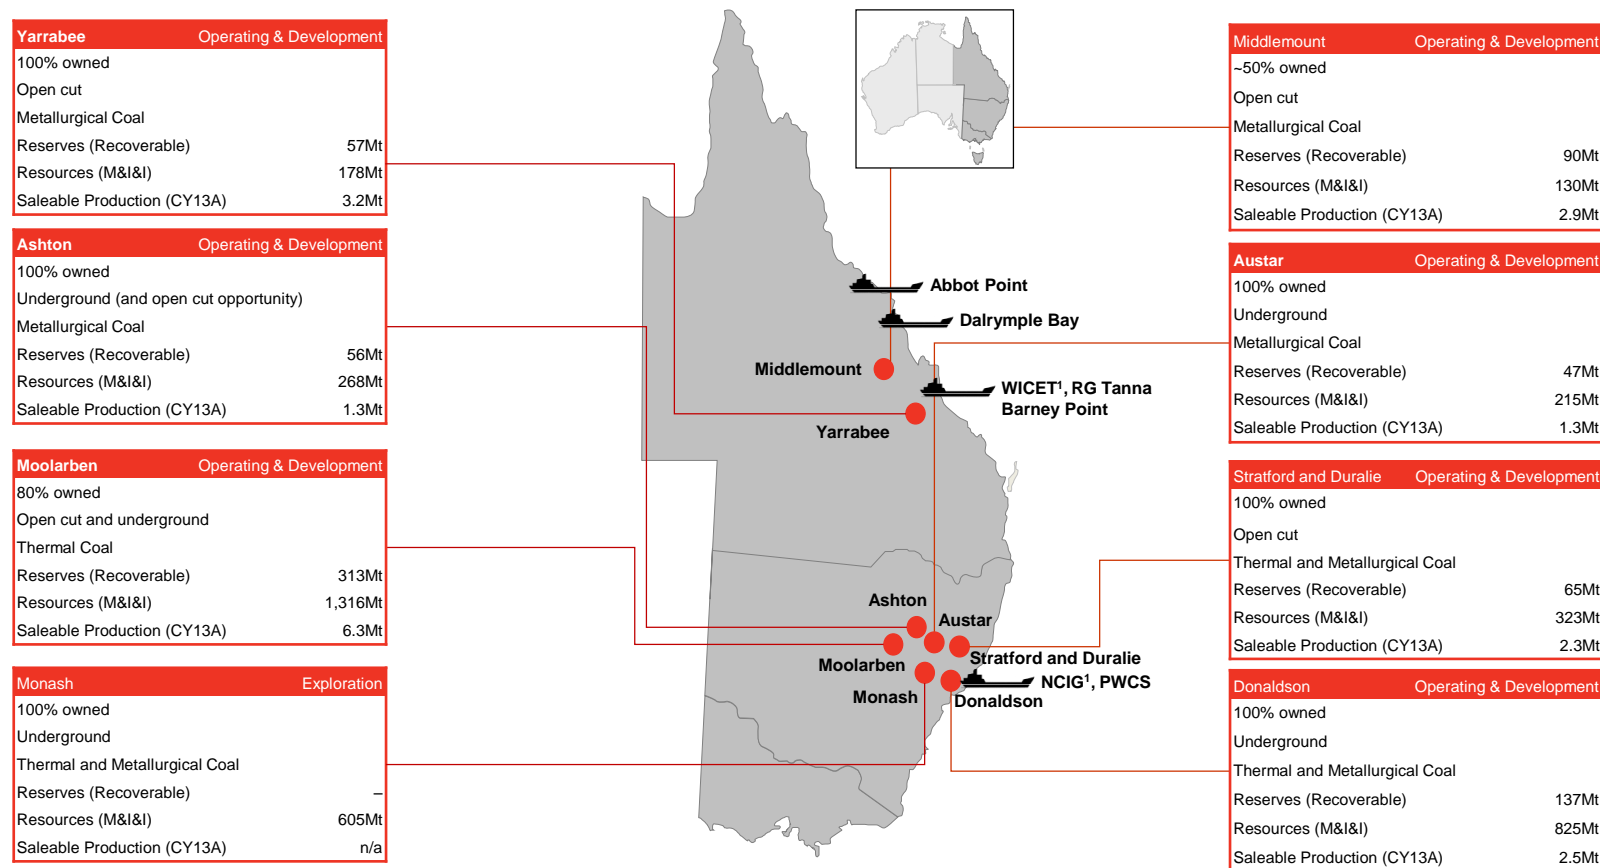 Yarrabee Operating & Development
100% owned
Open cut
Metallurgical Coal
Reserves (Recoverable) 57Mt
Resources (M&I&I) 178Mt
Saleable Production (CY13A) 3.2Mt
Ashton Operating & Development
100% owned
Underground (and open cut opportunity)
Metallurgical Coal
Reserves (Recoverable) 56Mt
Resources (M&I&I) 268Mt
Saleable Production (CY13A) 1.3Mt
Moolarben Operating & Development
80% owned
Open cut and underground
Thermal Coal
Reserves (Recoverable) 313Mt
Resources (M&I&I) 1,316Mt
Saleable Production (CY13A) 6.3Mt
Monash Exploration
100% owned
Underground
Thermal and Metallurgical Coal
Reserves (Recoverable) –
Resources (M&I&I) 605Mt
Saleable Production (CY13A) n/a
Abbot Point
Dalrymple Bay
Middlemount
WICET¹, RG Tanna
Barney Point
Yarrabee
Ashton
Austar
Moolarben
Stratford and Duralie
Monash
NCIG¹, PWCS
Donaldson
Middlemount Operating & Development
~50% owned
Open cut
Metallurgical Coal
Reserves (Recoverable) 90Mt
Resources (M&I&I) 130Mt
Saleable Production (CY13A) 2.9Mt
Austar Operating & Development
100% owned
Underground
Metallurgical Coal
Reserves (Recoverable) 47Mt
Resources (M&I&I) 215Mt
Saleable Production (CY13A) 1.3Mt
Stratford and Duralie Operating & Development
100% owned
Open cut
Thermal and Metallurgical Coal
Reserves (Recoverable) 65Mt
Resources (M&I&I) 323Mt
Saleable Production (CY13A) 2.3Mt
Donaldson Operating & Development
100% owned
Underground
Thermal and Metallurgical Coal
Reserves (Recoverable) 137Mt
Resources (M&I&I) 825Mt
Saleable Production (CY13A) 2.5Mt